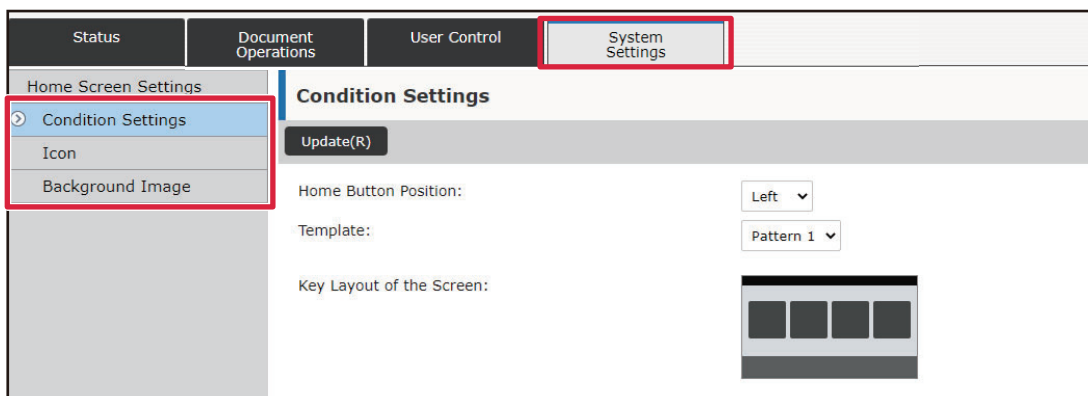 Status
Document
Operations
User Control
System
Settings
Home Screen Settings
Condition Settings
Icon
Background Image
Condition Settings
Update(R)
Home Button Position:
Left
Template:
Pattern 1
Key Layout of the Screen: